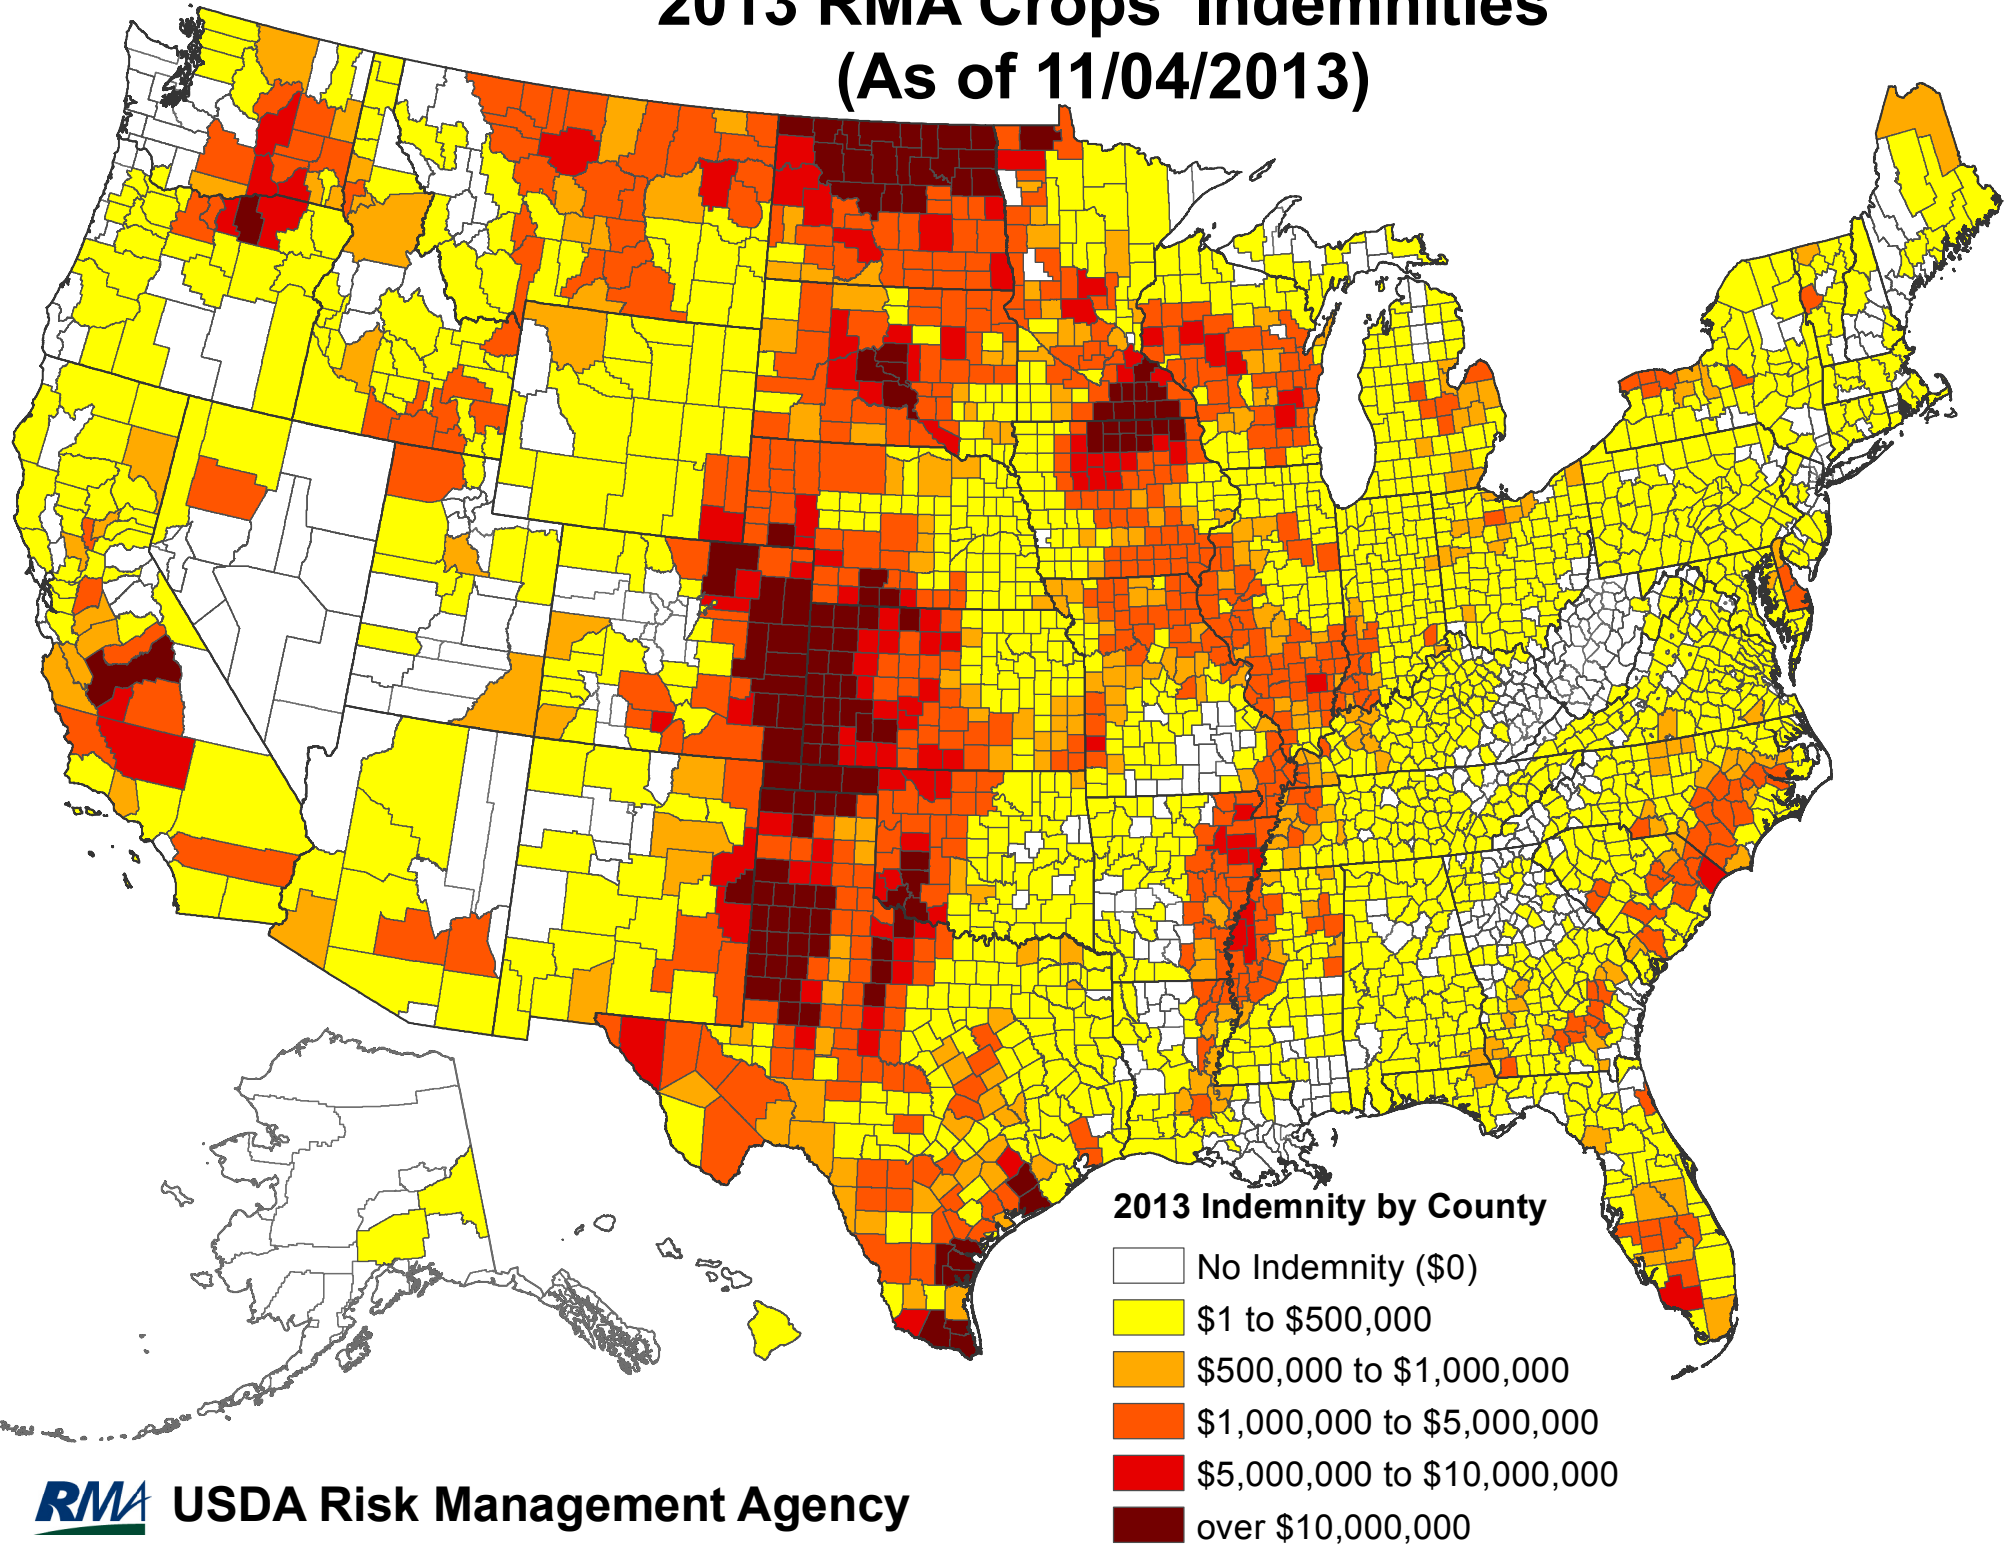 2013 RMA Crops' Indemnities
(As of 11/04/2013)
2013 Indemnity by County
No Indemnity ($0)
$1 to $500,000
$500,000 to $1,000,000
$1,000,000 to $5,000,000
$5,000,000 to $10,000,000
over $10,000,000
RMA USDA Risk Management Agency